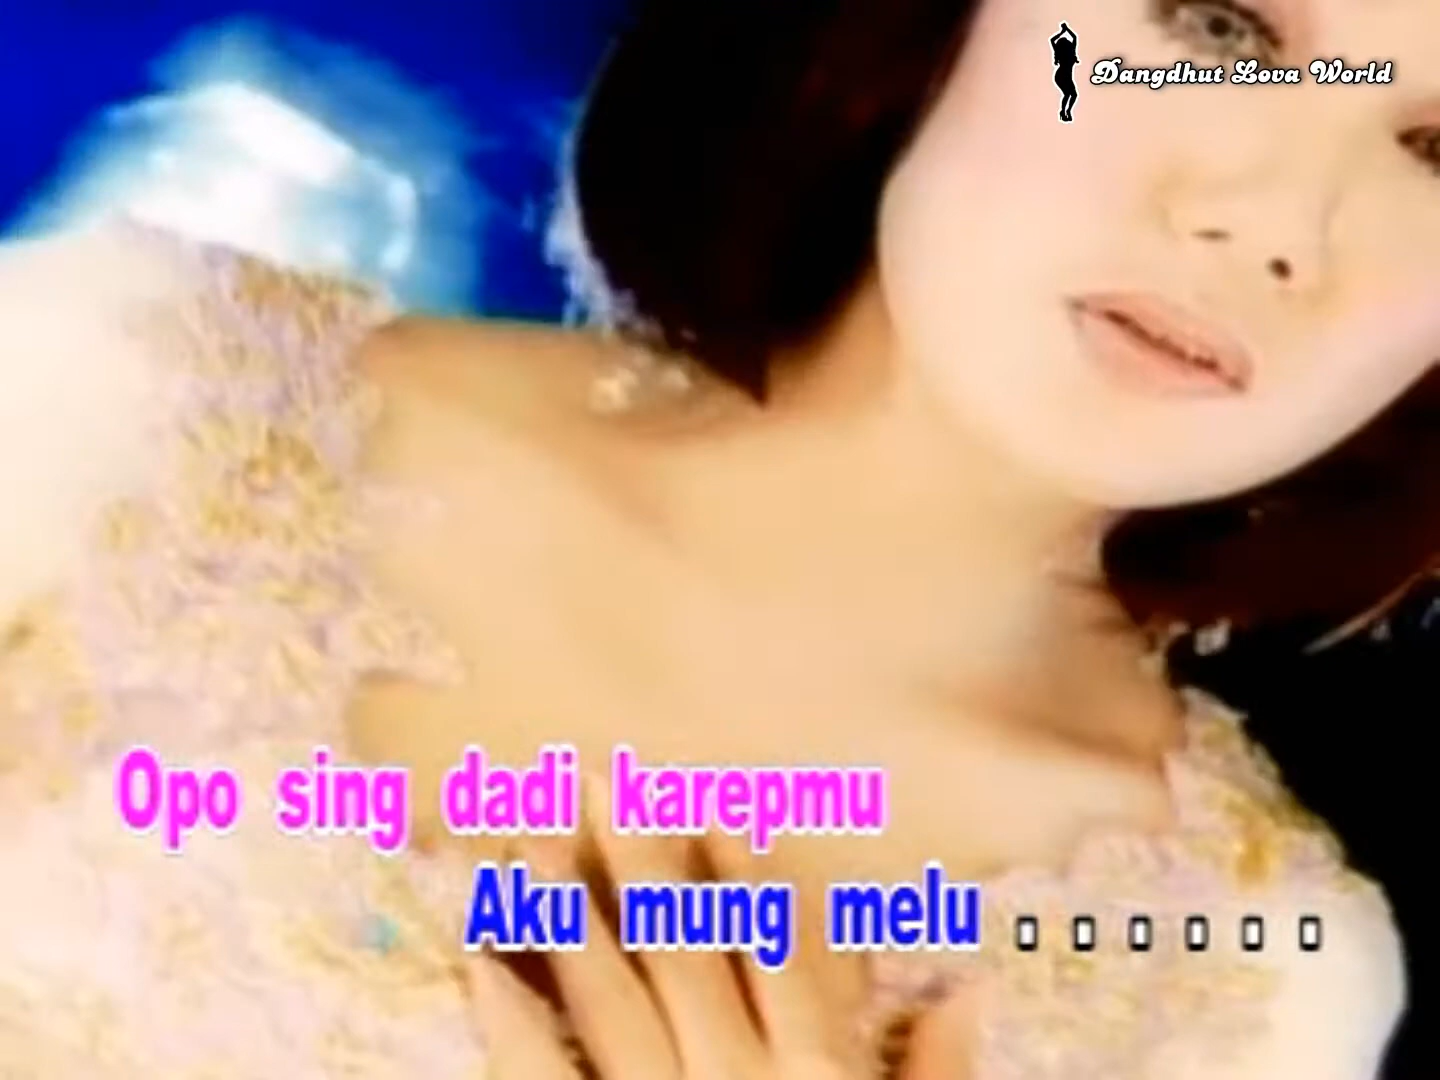 Dangdhut Lova World
Opo sing dadi karepmu
Aku mung melu . . . . . .